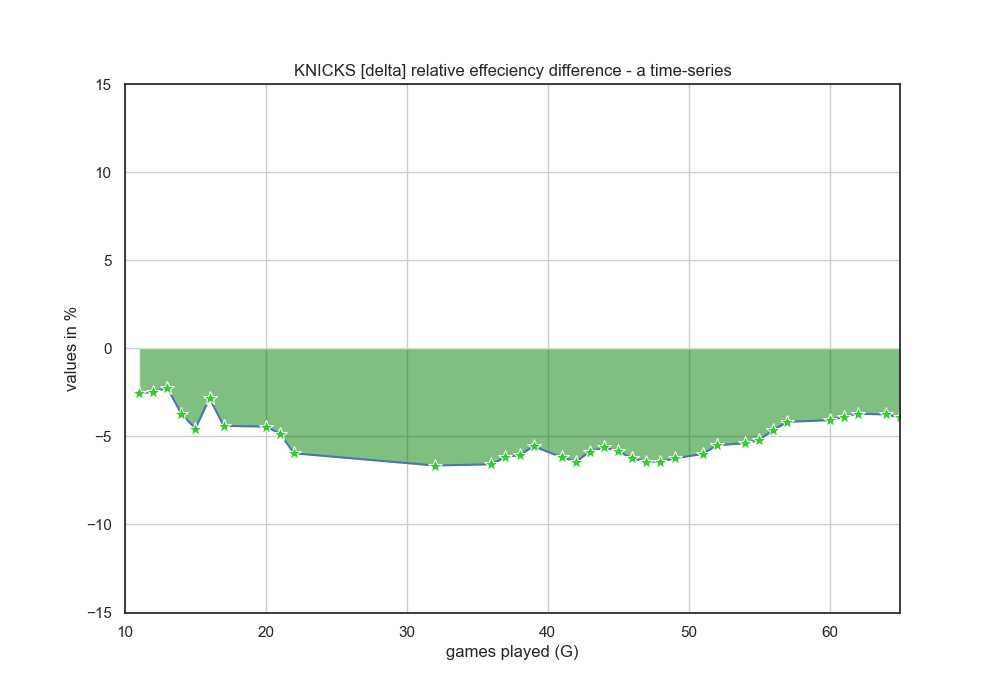 KNICKS [delta] relative effeciency difference - a time-series
15
10
5
0
−5
−10
−15
values in %
10 20 30 40 50 60
games played (G)